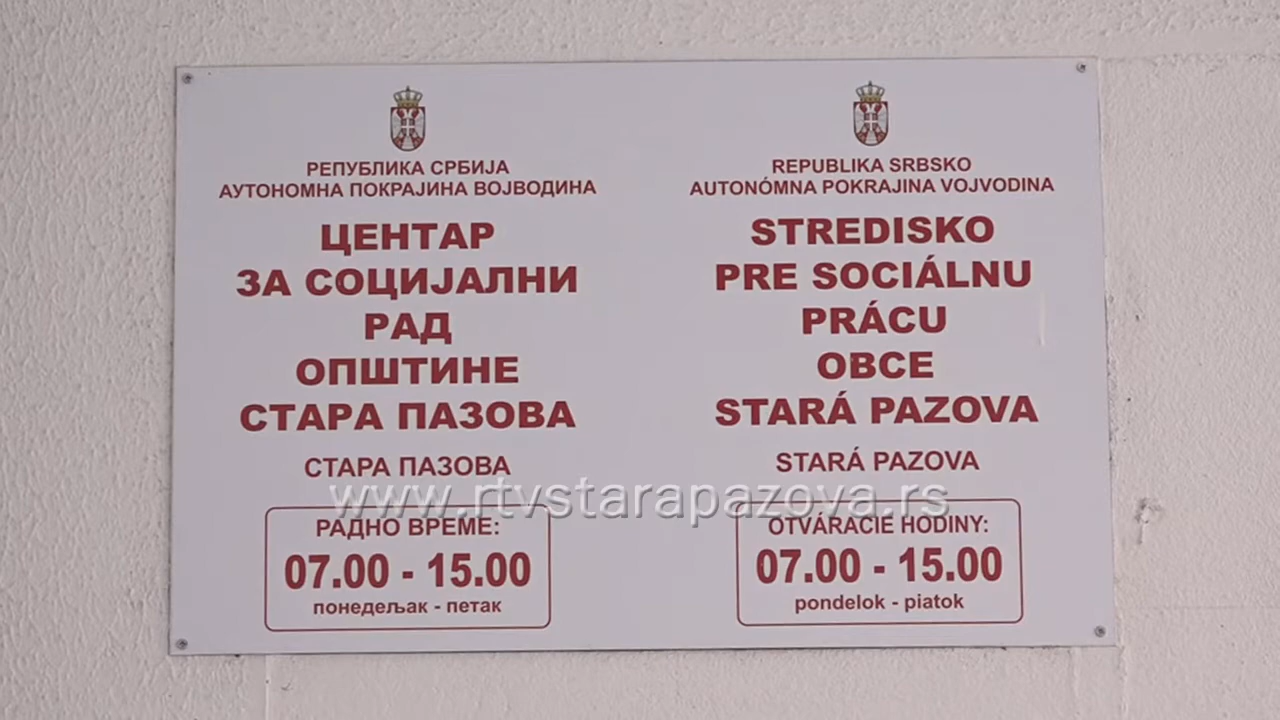 РЕПУБЛИКА СРБИЈА
АУТОНОМНА ПОКРАЈИНА ВОЈВОДИНА
ЦЕНТАР
ЗА СОЦИЈАЛНИ
РАД
ОПШТИНЕ
СТАРА ПАЗОВА
СТАРА ПАЗОВА
РАДНО ВРЕМЕ:
07.00 - 15.00
понедељак - петак
REPUBLIKA SRBSKO
AUTONÓMNA POKRAJINA VOJVODINA
STREDISKO
PRE SOCIÁLNU
PRÁCU
OBCE
STARÁ PAZOVA
STARÁ PAZOVA
OTVÁRACIE HODINY:
07.00 - 15.00
pondelok - piatok
www.rtvstarapazova.rs